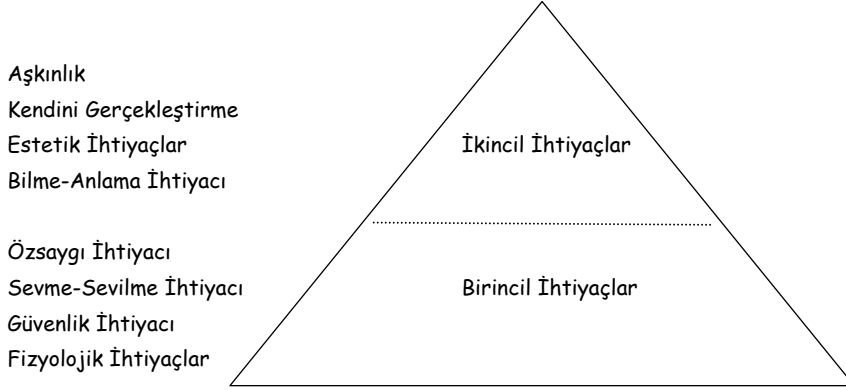 Aşkınlık
Kendini Gerçekleştirme
Estetik İhtiyaçlar
İkincil İhtiyaçlar
Bilme-Anlama İhtiyacı
Özsaygı İhtiyacı
Sevme-Sevilme İhtiyacı
Birincil İhtiyaçlar
Güvenlik İhtiyacı
Fizyolojik İhtiyaçlar